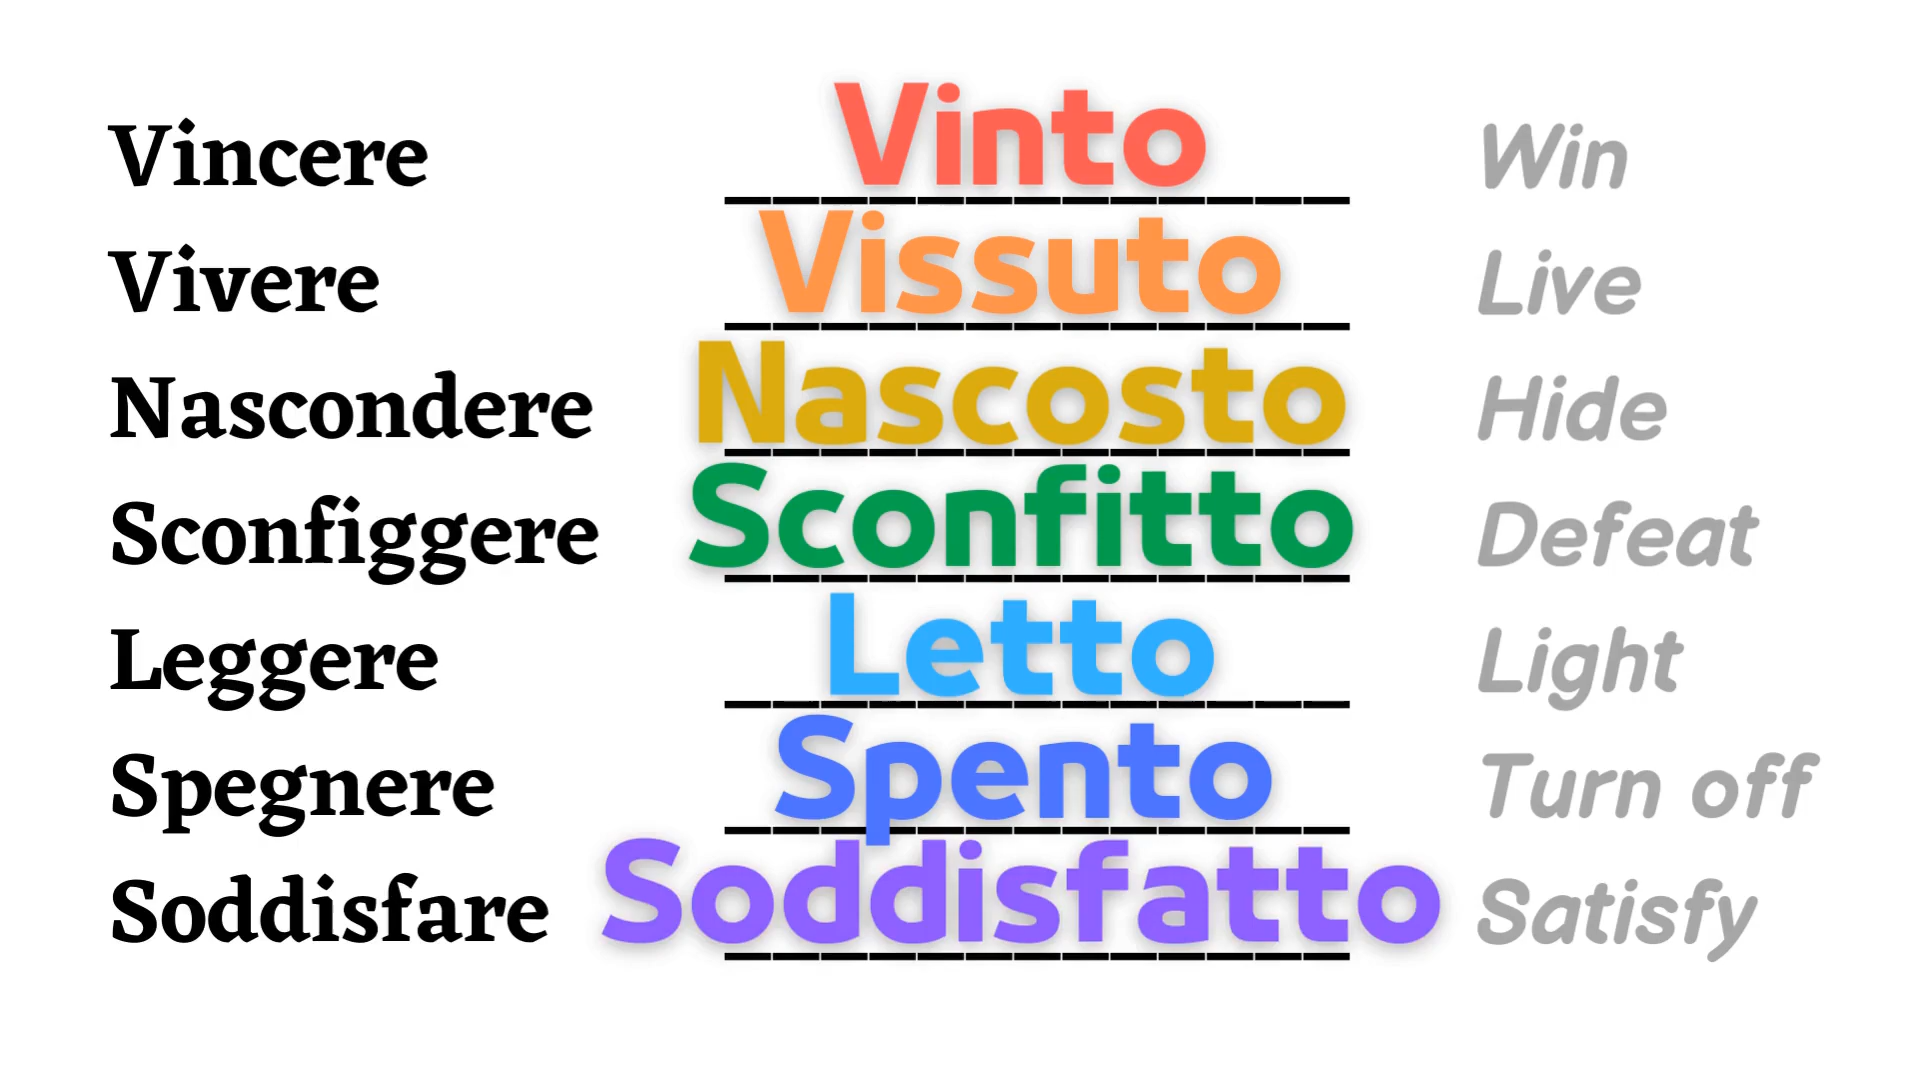 Vincere Vinto Win
Vivere Vissuto Live
Nascondere Nascosto Hide
Sconfiggere Sconfitto Defeat
Leggere Letto Light
Spegnere Spento Turn off
Soddisfare Soddisfatto Satisfy